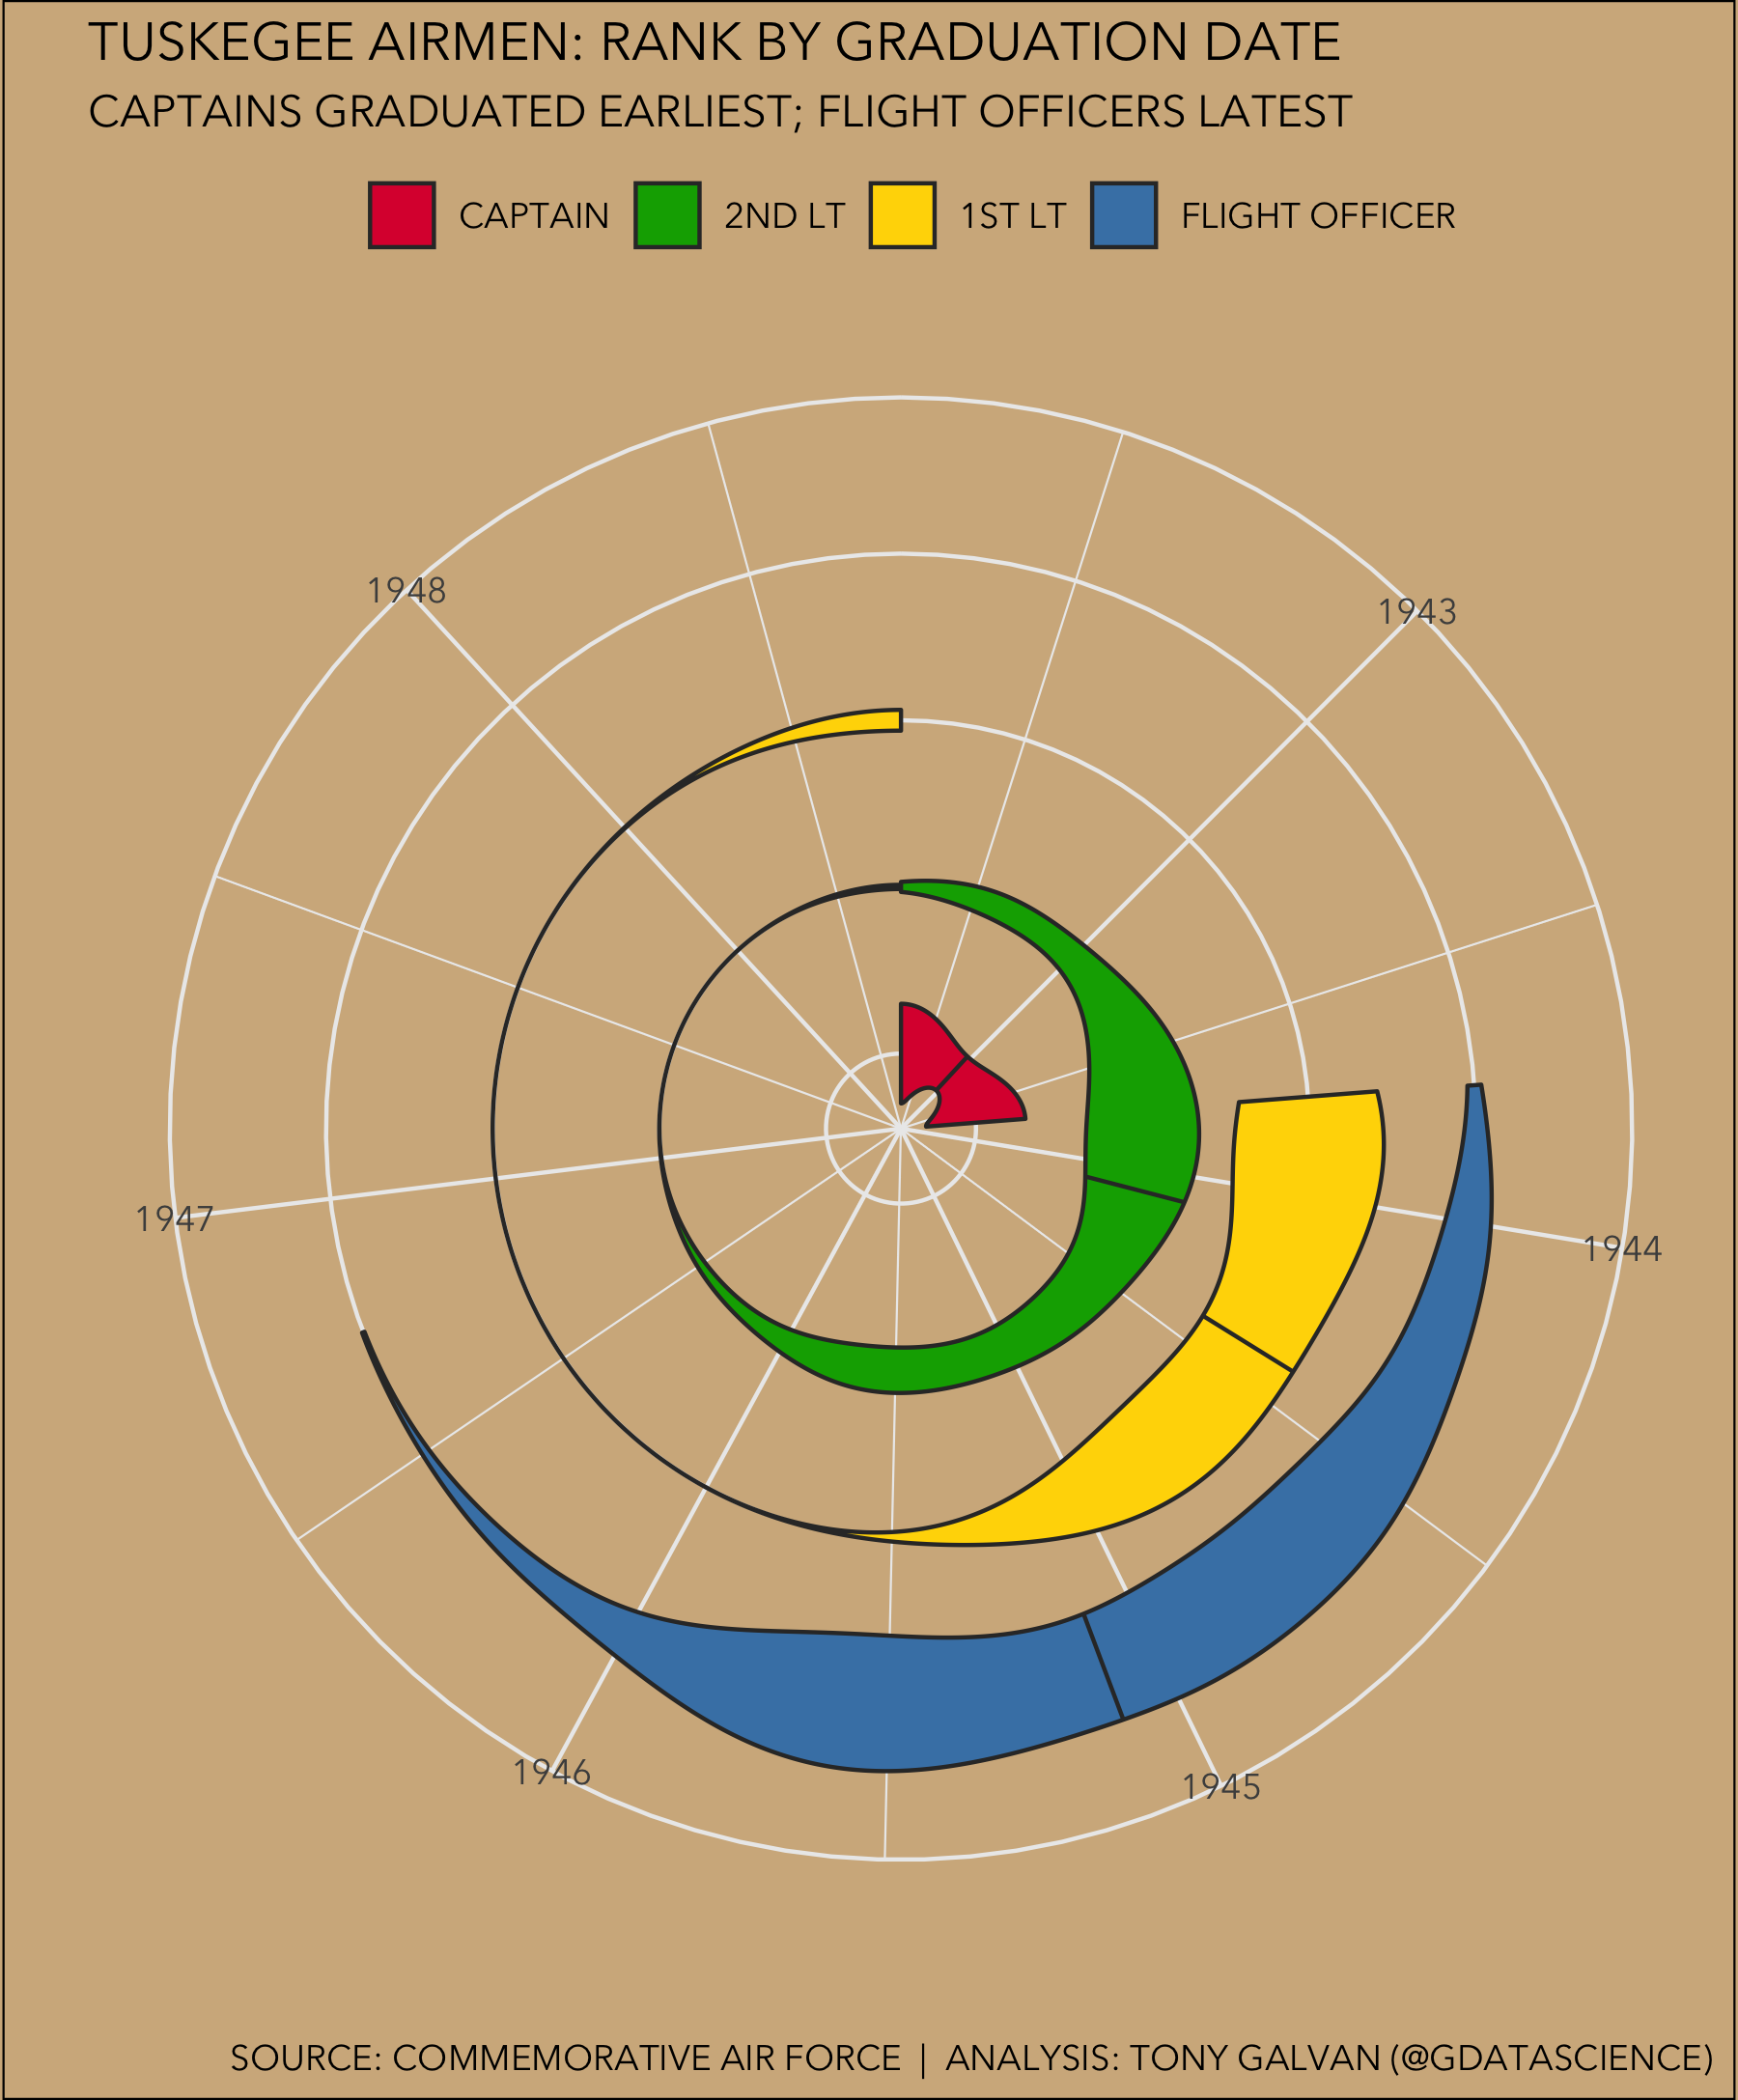 TUSKEGEE AIRMEN: RANK BY GRADUATION DATE
CAPTAINS GRADUATED EARLIEST; FLIGHT OFFICERS LATEST
CAPTAIN 2ND LT 1ST LT FLIGHT OFFICER
1948
1943
1947
1944
1946
1945
SOURCE: COMMEMORATIVE AIR FORCE | ANALYSIS: TONY GALVAN (@GDATASCIENCE)